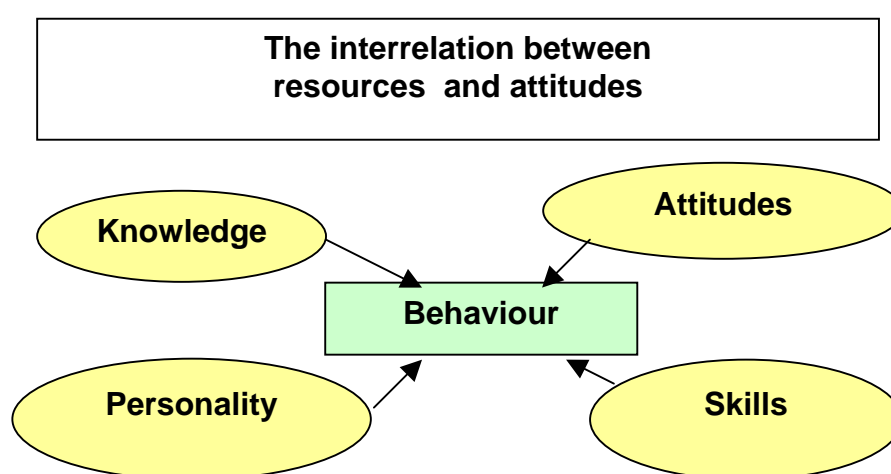 The interrelation between
resources and attitudes
Knowledge
Attitudes
Behaviour
Personality
Skills